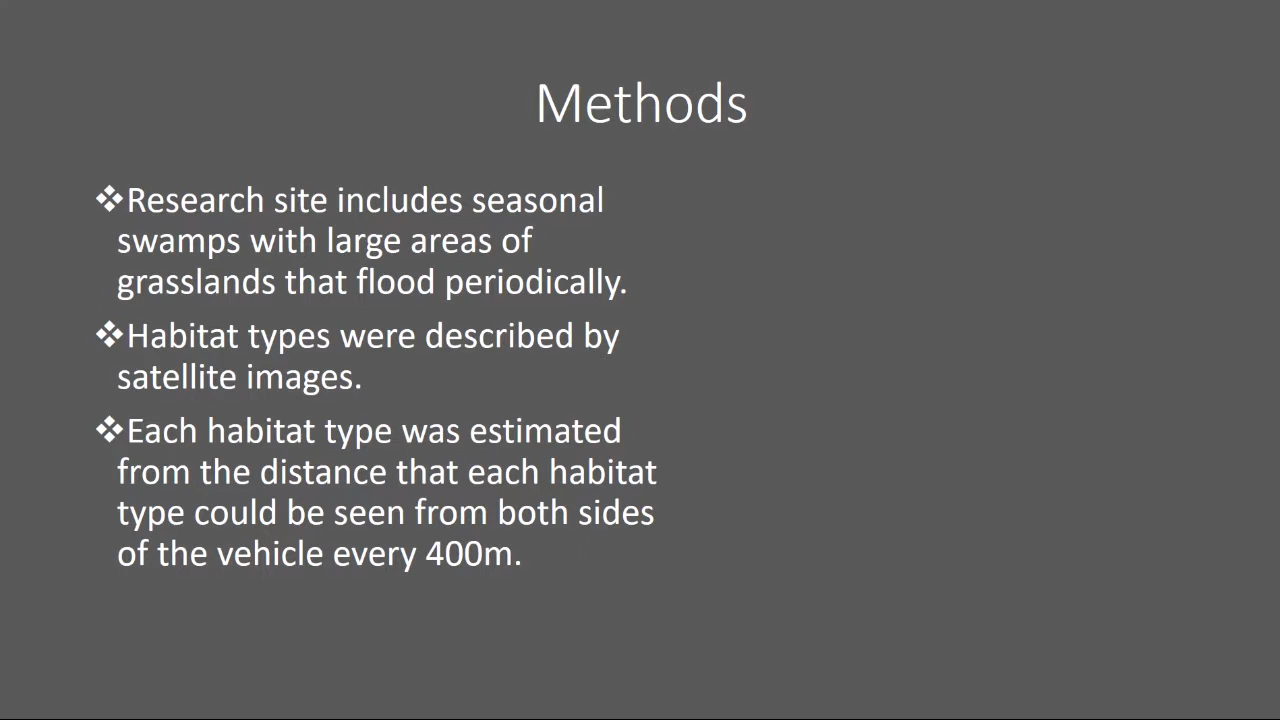 Methods
❖Research site includes seasonal
swamps with large areas of
grasslands that flood periodically.
❖Habitat types were described by
satellite images.
❖Each habitat type was estimated
from the distance that each habitat
type could be seen from both sides
of the vehicle every 400m.